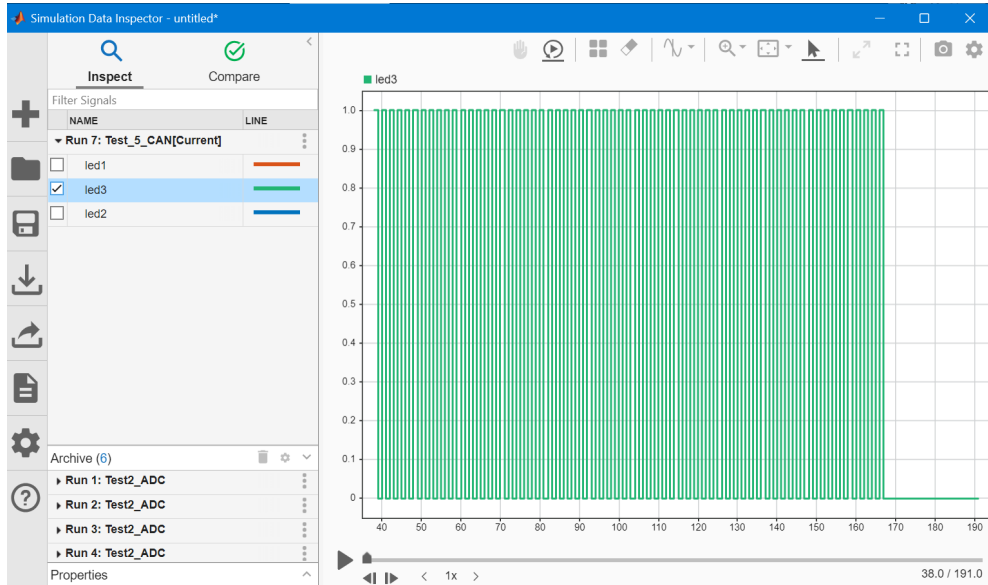 Simulation Data Inspector - untitled*
Inspect
Compare
Filter Signals
NAME
LINE
Run 7: Test_5_CAN[Current]
led1
led3
led2
Archive (6)
Run 1: Test2_ADC
Run 2: Test2_ADC
Run 3: Test2_ADC
Run 4: Test2_ADC
Properties
led3
1.0
0.9
0.8
0.7
0.6
0.5
0.4
0.3
0.2
0.1
0
40 50 60 70 80 90 100 110 120 130 140 150 160 170 180 190
1x
38.0 / 191.0